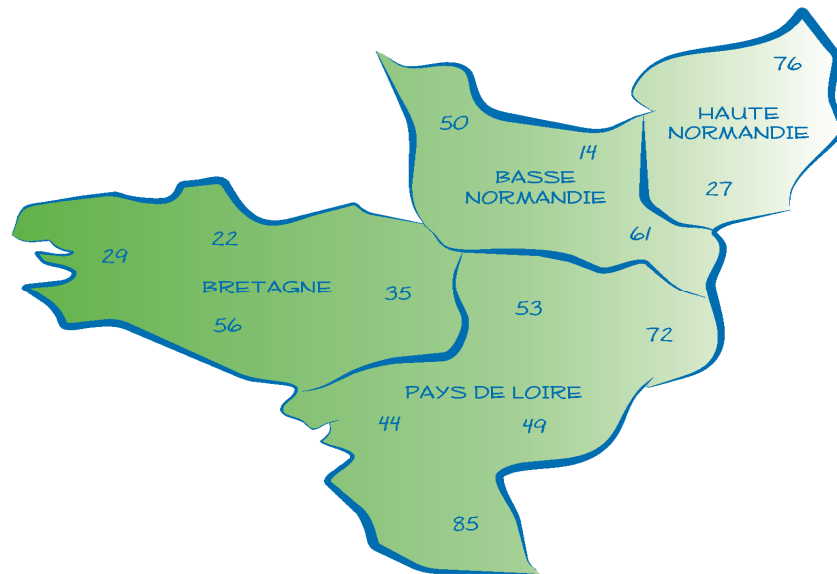 76
HAUTE
NORMANDIE
50
14
BASSE
NORMANDIE
27
61
22
29
BRETAGNE
35
56
53
72
PAYS DE LOIRE
44
49
85